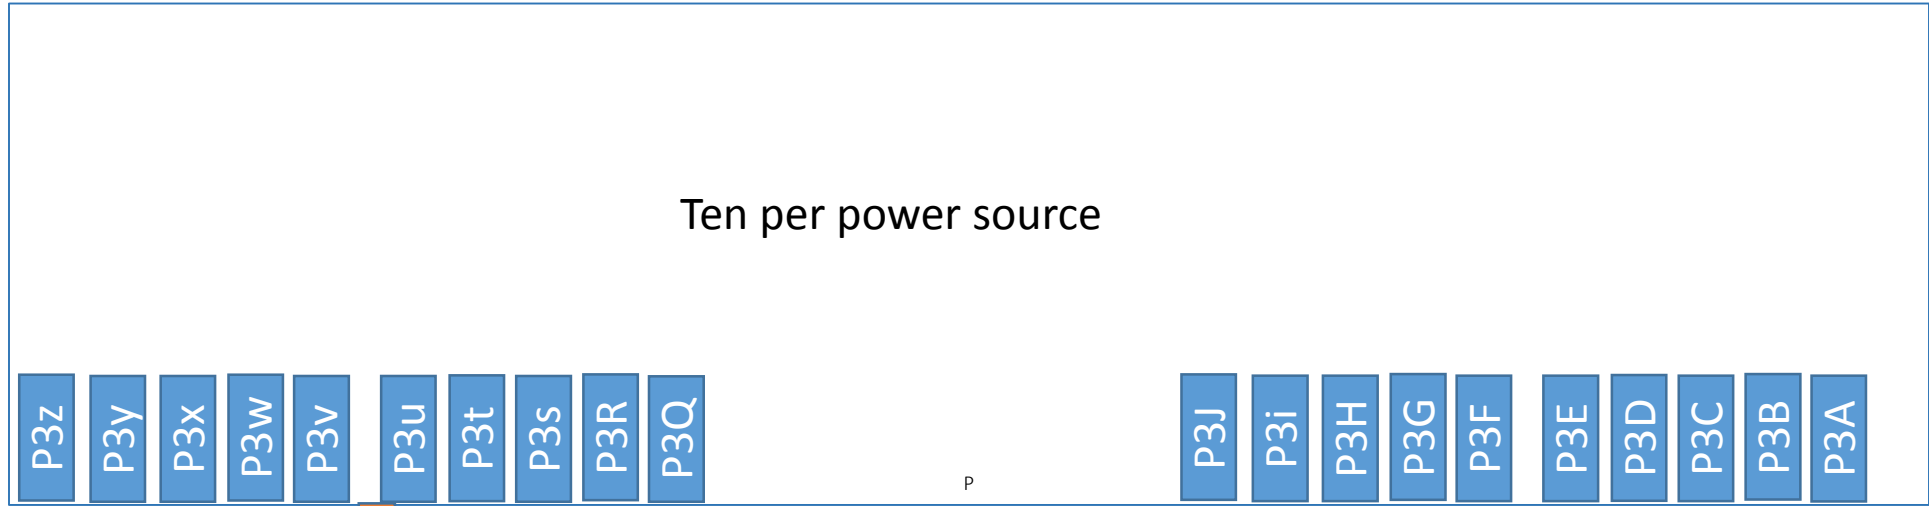 Ten per power source
P3z
P3y
P3x
P3w
P3v
P3u
P3t
P3s
P3R
P3Q
P
P3J
P3i
P3H
P3G
P3F
P3E
P3D
P3C
P3B
P3A